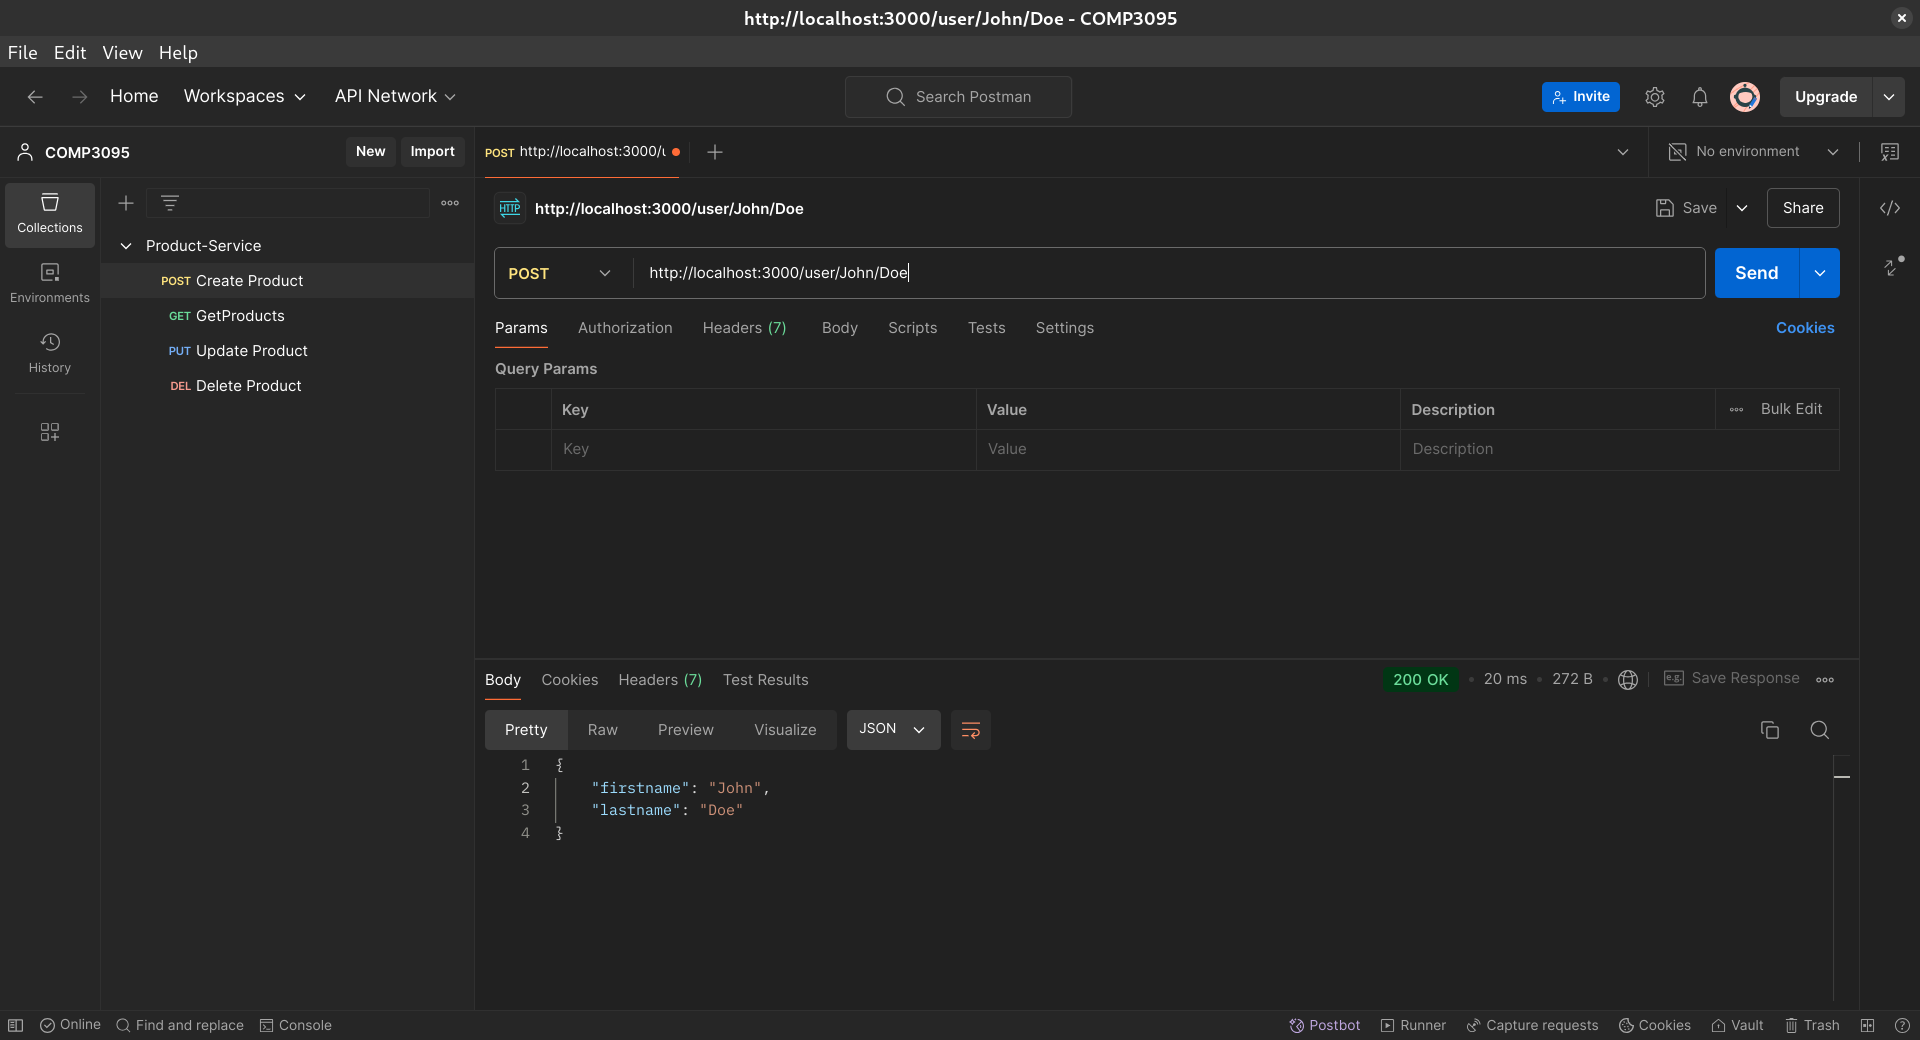 http://localhost:3000/user/John/Doe - COMP3095
File Edit View Help
Home Workspaces API Network Search Postman Invite Upgrade
COMP3095 New Import POST http://localhost:3000/u No environment
Collections
Environments
History
Product-Service
POST Create Product
GET GetProducts
PUT Update Product
DEL Delete Product
HTTP http://localhost:3000/user/John/Doe Save Share
POST http://localhost:3000/user/John/Doe Send
Params Authorization Headers (7) Body Scripts Tests Settings Cookies
Query Params
Key Value Description Bulk Edit
Key Value Description
Body Cookies Headers (7) Test Results 200 OK • 20 ms • 272 B • e.g. Save Response
Pretty Raw Preview Visualize JSON
1 {
2 "firstname": "John",
3 "lastname": "Doe"
4 }
Online Find and replace Console Postbot Runner Capture requests Cookies Vault Trash